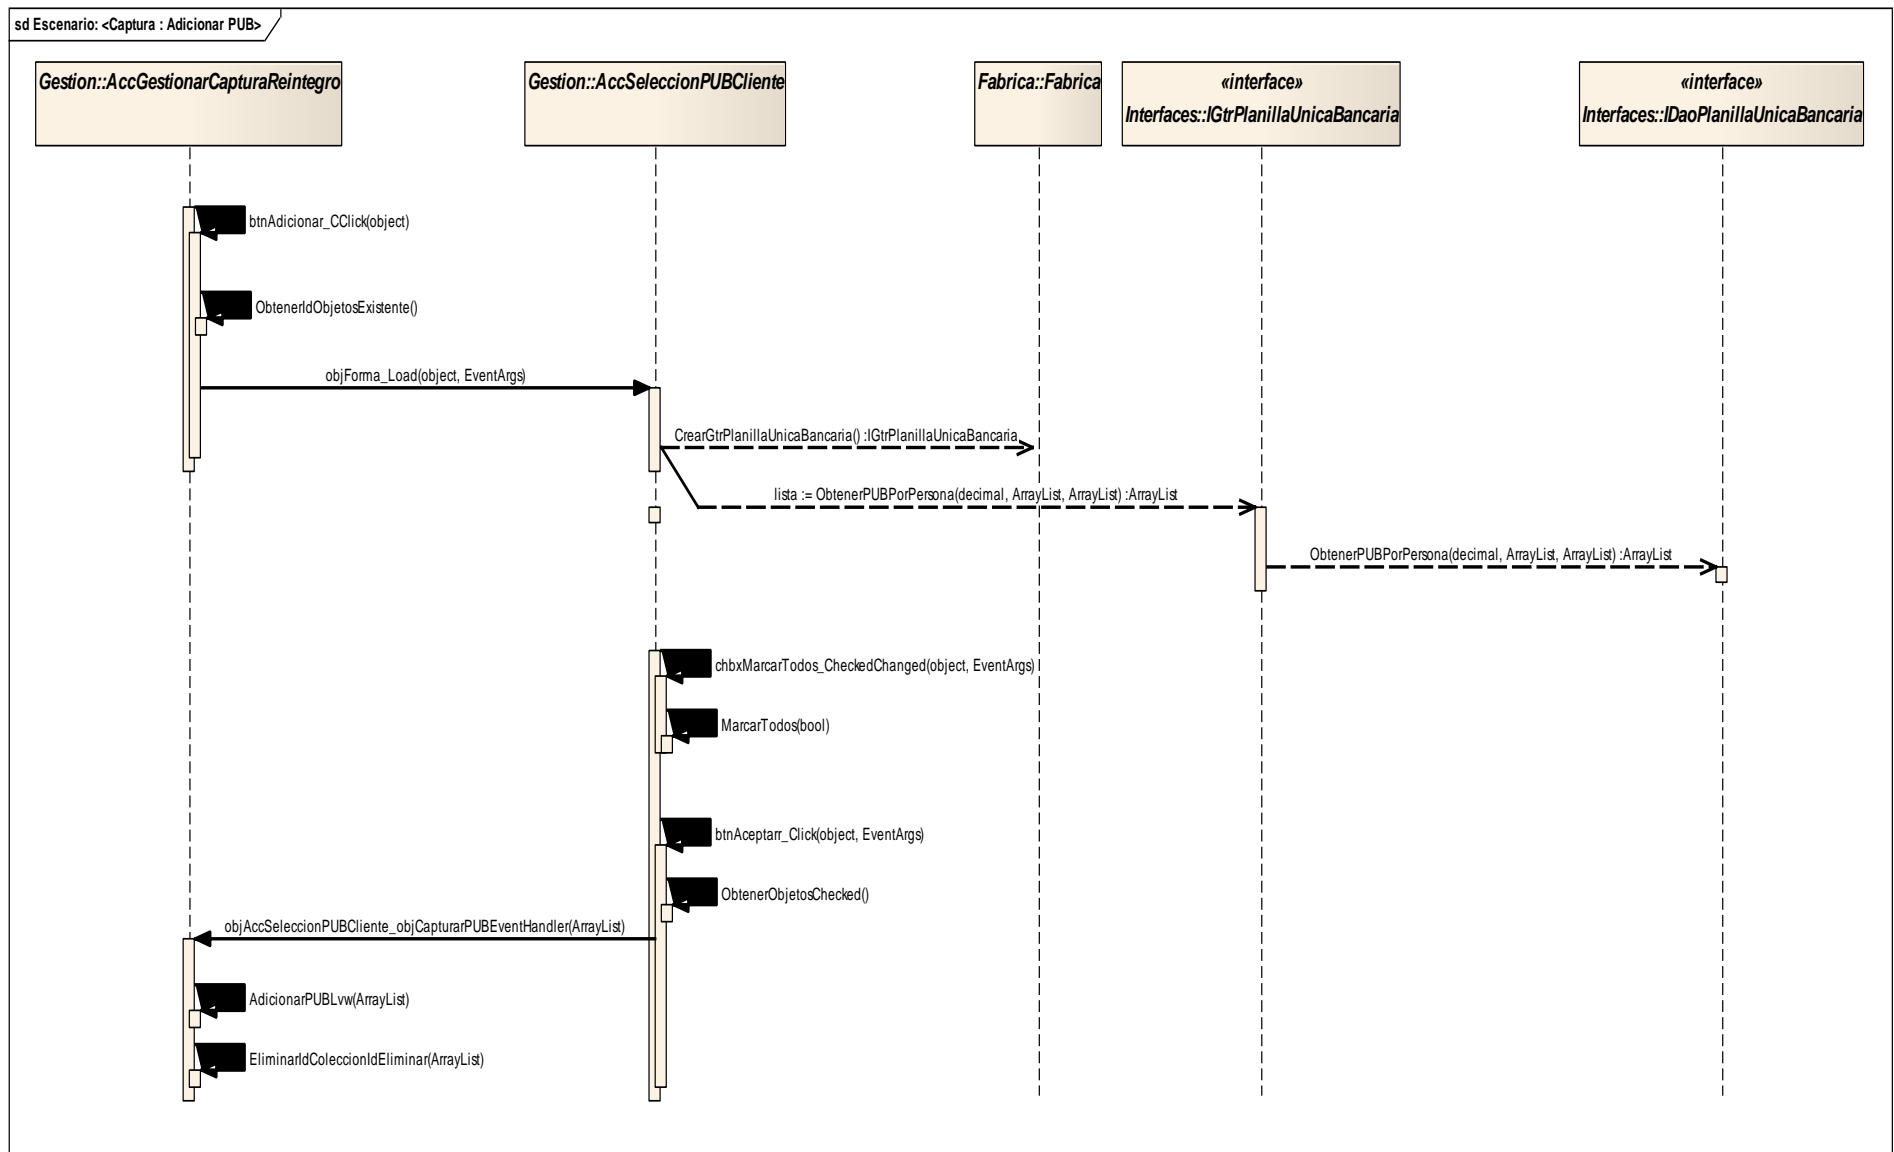 sd Escenario: <Captura : Adicionar PUB>
Gestion::AccGestionarCapturaReintegro
Gestion::AccSeleccionPUBCliente
Fabrica::Fabrica
«interface»
Interfaces::IGtrPlanillaUnicaBancaria
«interface»
Interfaces::IDaoPlanillaUnicaBancaria
btnAdicionar_CClick(object)
ObtenerIdObjetosExistente()
objForma_Load(object, EventArgs)
CrearGtrPlanillaUnicaBancaria() :IGtrPlanillaUnicaBancaria
lista := ObtenerPUBPorPersona(decimal, ArrayList, ArrayList) :ArrayList
ObtenerPUBPorPersona(decimal, ArrayList, ArrayList) :ArrayList
chbxMarcarTodos_CheckedChanged(object, EventArgs)
MarcarTodos(bool)
btnAceptarr_Click(object, EventArgs)
ObtenerObjetosChecked()
objAccSeleccionPUBCliente_objCapturarPUBEventHandler(ArrayList)
AdicionarPUBLvw(ArrayList)
EliminarIdColeccionIdEliminar(ArrayList)